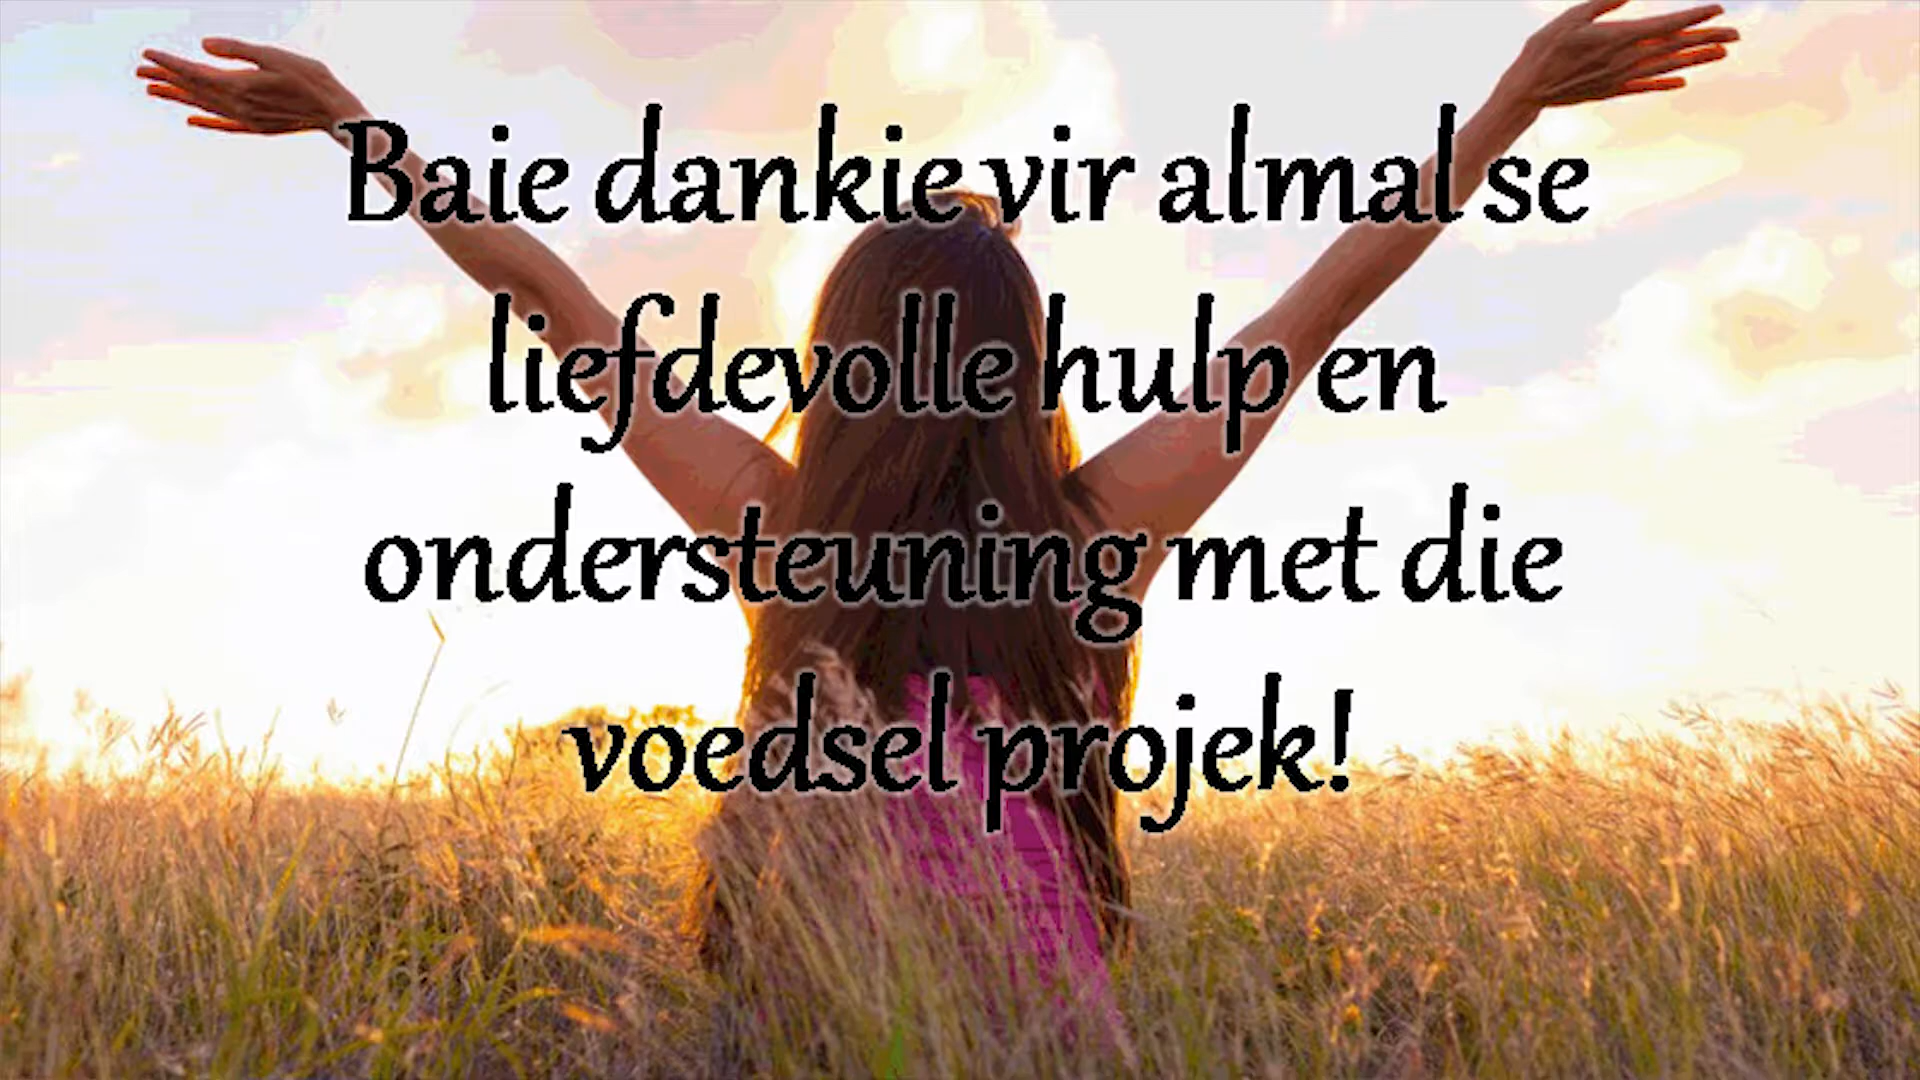 Baie dankie vir almal se
liefdevolle hulp en
ondersteuning met die
voedsel projek!